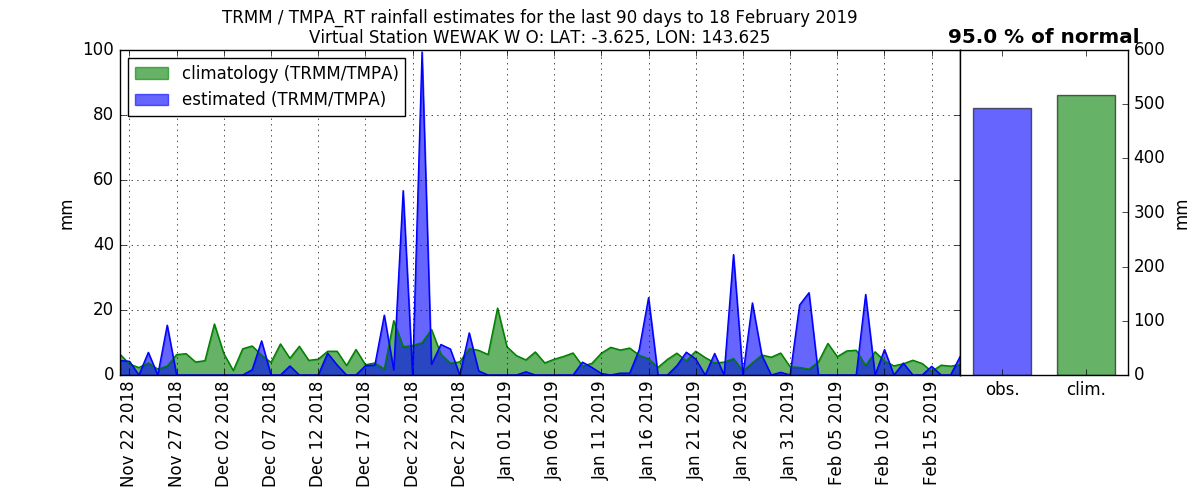 TRMM / TMPA_RT rainfall estimates for the last 90 days to 18 February 2019
Virtual Station WEWAK W O: LAT: -3.625, LON: 143.625
95.0 % of normal
climatology (TRMM/TMPA)
estimated (TRMM/TMPA)
100
80
60
40
20
0
mm
Nov 22 2018
Nov 27 2018
Dec 02 2018
Dec 07 2018
Dec 12 2018
Dec 17 2018
Dec 22 2018
Dec 27 2018
Jan 01 2019
Jan 06 2019
Jan 11 2019
Jan 16 2019
Jan 21 2019
Jan 26 2019
Jan 31 2019
Feb 05 2019
Feb 10 2019
Feb 15 2019
obs.
clim.
600
500
400
300
200
100
0
mm